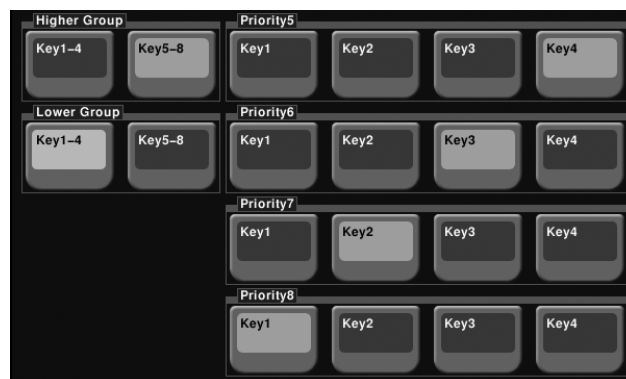 Higher Group Priority5
Key1–4 Key5–8 Key1 Key2 Key3 Key4
Lower Group Priority6
Key1–4 Key5–8 Key1 Key2 Key3 Key4
Priority7
Key1 Key2 Key3 Key4
Priority8
Key1 Key2 Key3 Key4